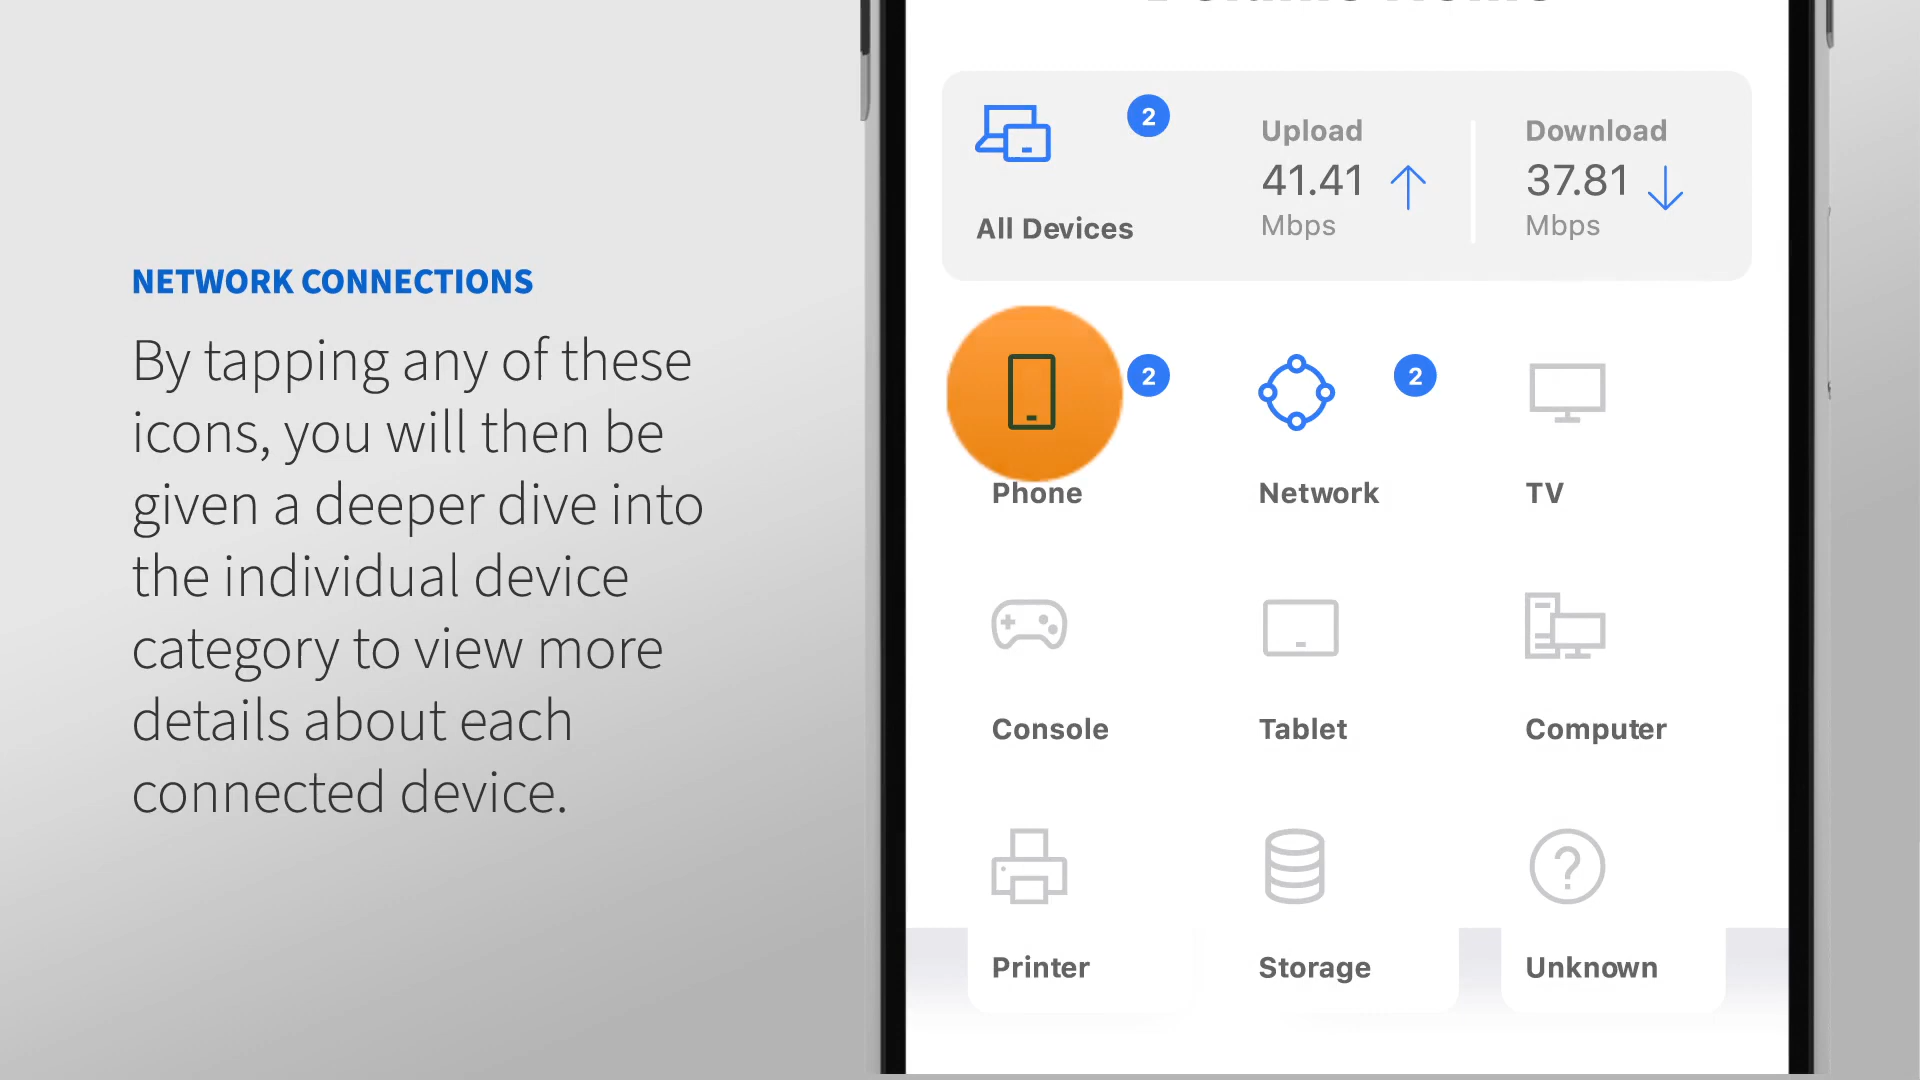 NETWORK CONNECTIONS
By tapping any of these
icons, you will then be
given a deeper dive into
the individual device
category to view more
details about each
connected device.
2
All Devices
Upload
41.41
Mbps
Download
37.81
Mbps
2
Phone
2
Network
TV
Console
Tablet
Computer
Printer
Storage
Unknown